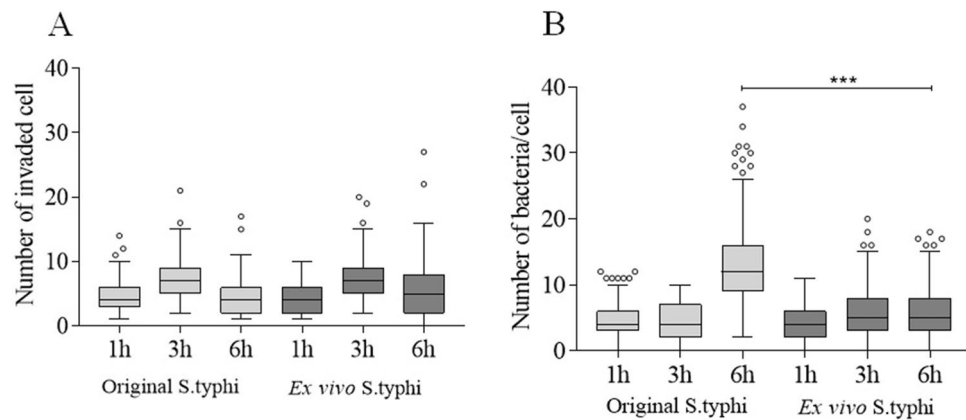 A
Number of invaded cell
40
30
20
10
0
1h 3h 6h 1h 3h 6h
Original S.typhi Ex vivo S.typhi
B
Number of bacteria/cell
40
30
20
10
0
***
1h 3h 6h 1h 3h 6h
Original S.typhi Ex vivo S.typhi